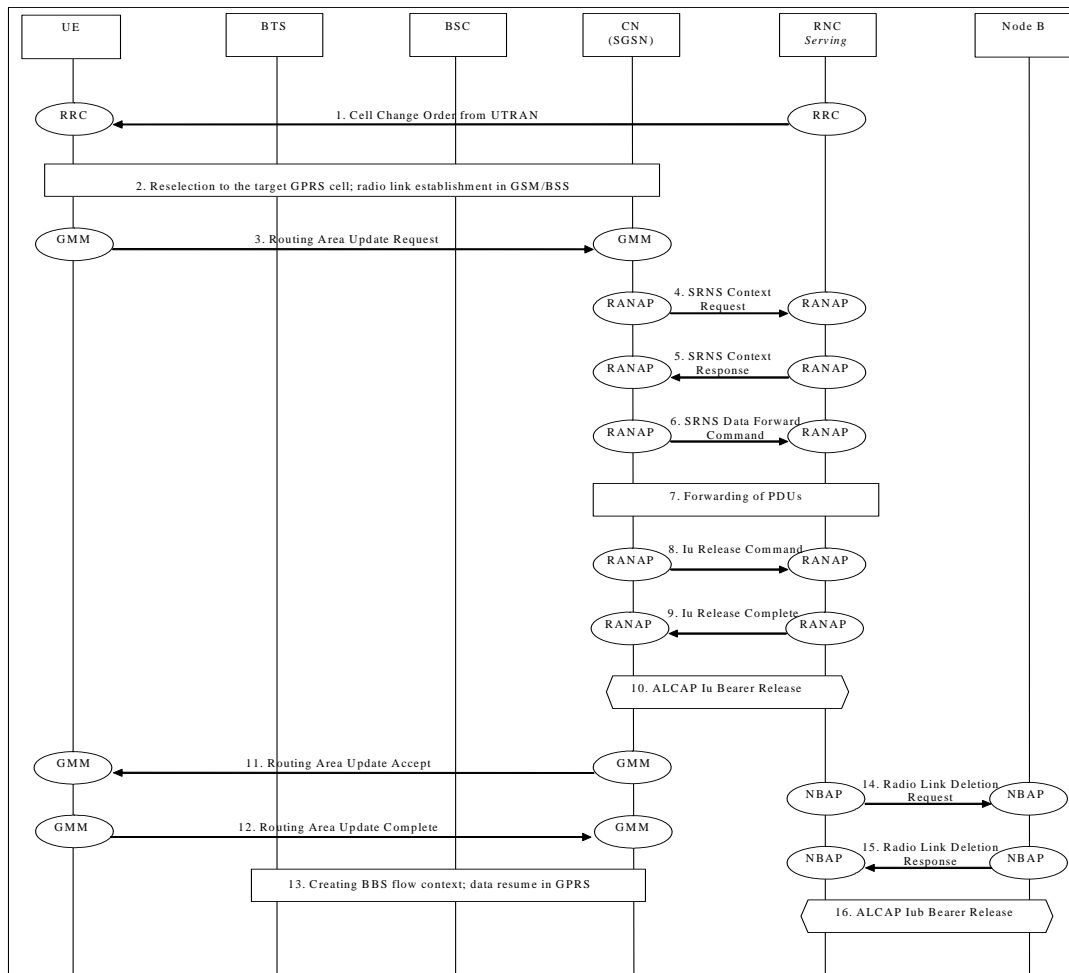 UE
BTS
BSC
CN
(SGSN)
RNC
Serving
Node B
RRC
1. Cell Change Order from UTRAN
RRC
2. Reselection to the target GPRS cell; radio link establishment in GSM/BSS
GMM
3. Routing Area Update Request
GMM
RANAP
4. SRNS Context
Request
RANAP
RANAP
5. SRNS Context
Response
RANAP
RANAP
6. SRNS Data Forward
Command
RANAP
7. Forwarding of PDUs
RANAP
8. Iu Release Command
RANAP
RANAP
9. Iu Release Complete
RANAP
10. ALCAP Iu Bearer Release
GMM
11. Routing Area Update Accept
GMM
NBAP
14. Radio Link Deletion
Request
NBAP
GMM
12. Routing Area Update Complete
GMM
NBAP
15. Radio Link Deletion
Response
NBAP
13. Creating BBS flow context; data resume in GPRS
16. ALCAP Iub Bearer Release